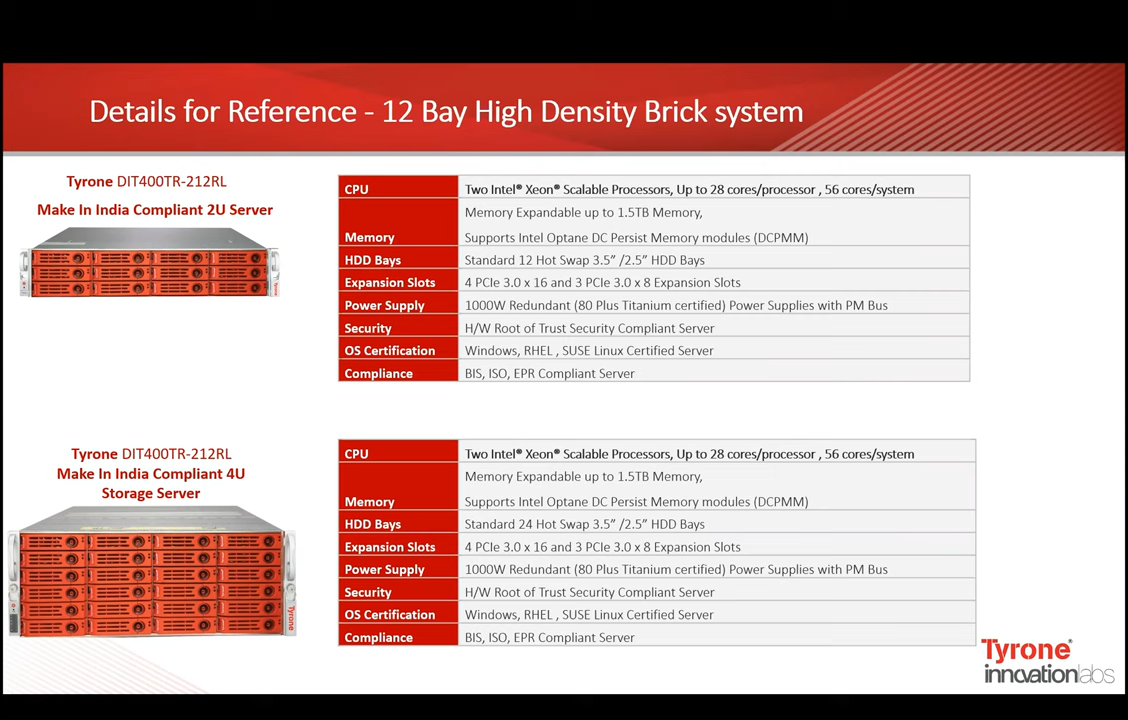 Details for Reference - 12 Bay High Density Brick system
Tyrone DIT400TR-212RL
Make In India Compliant 2U Server
CPU Two Intel® Xeon® Scalable Processors, Up to 28 cores/processor , 56 cores/system
Memory Expandable up to 1.5TB Memory,
Memory Supports Intel Optane DC Persist Memory modules (DCPMM)
HDD Bays Standard 12 Hot Swap 3.5” /2.5” HDD Bays
Expansion Slots 4 PCIe 3.0 x 16 and 3 PCIe 3.0 x 8 Expansion Slots
Power Supply 1000W Redundant (80 Plus Titanium certified) Power Supplies with PM Bus
Security H/W Root of Trust Security Compliant Server
OS Certification Windows, RHEL , SUSE Linux Certified Server
Compliance BIS, ISO, EPR Compliant Server
Tyrone DIT400TR-212RL
Make In India Compliant 4U
Storage Server
Tyrone
CPU Two Intel® Xeon® Scalable Processors, Up to 28 cores/processor , 56 cores/system
Memory Expandable up to 1.5TB Memory,
Memory Supports Intel Optane DC Persist Memory modules (DCPMM)
HDD Bays Standard 24 Hot Swap 3.5” /2.5” HDD Bays
Expansion Slots 4 PCIe 3.0 x 16 and 3 PCIe 3.0 x 8 Expansion Slots
Power Supply 1000W Redundant (80 Plus Titanium certified) Power Supplies with PM Bus
Security H/W Root of Trust Security Compliant Server
OS Certification Windows, RHEL , SUSE Linux Certified Server
Compliance BIS, ISO, EPR Compliant Server
Tyrone®
innovationlabs